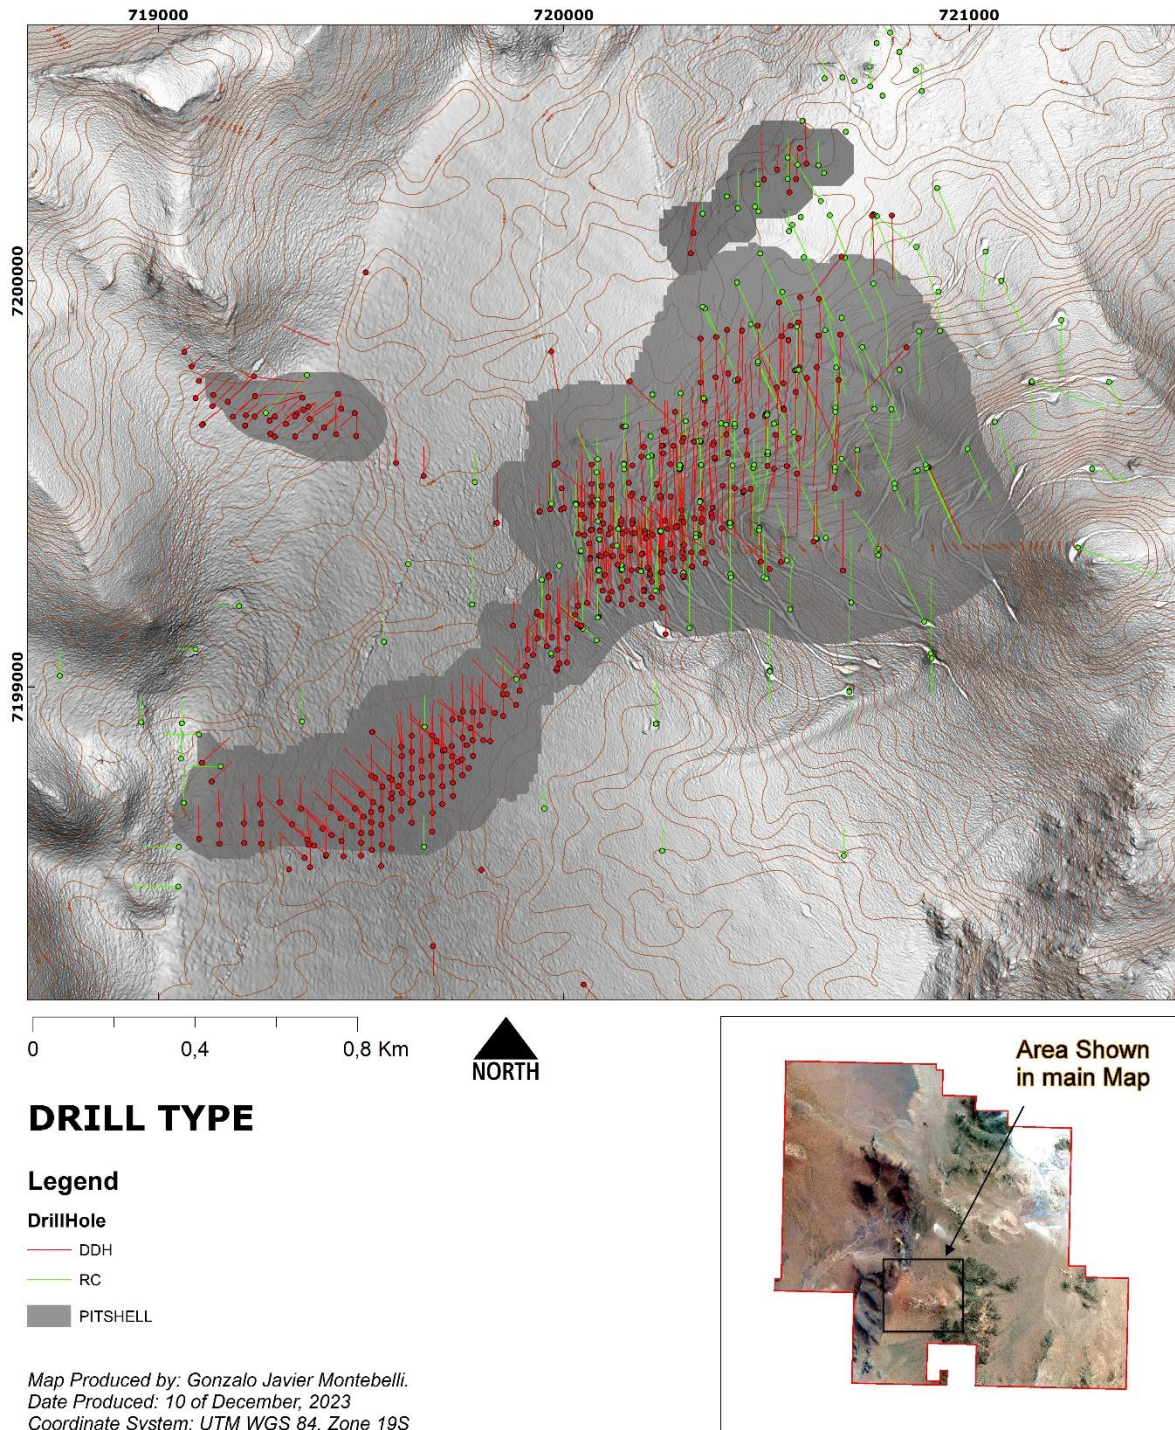 719000 720000 721000
7200000
7199000
0 0,4 0,8 Km
NORTH
Area Shown
in main Map
DRILL TYPE
Legend
DrillHole
DDH
RC
PITSHELL
Map Produced by: Gonzalo Javier Montebelli.
Date Produced: 10 of December, 2023
Coordinate System: UTM WGS 84, Zone 19S